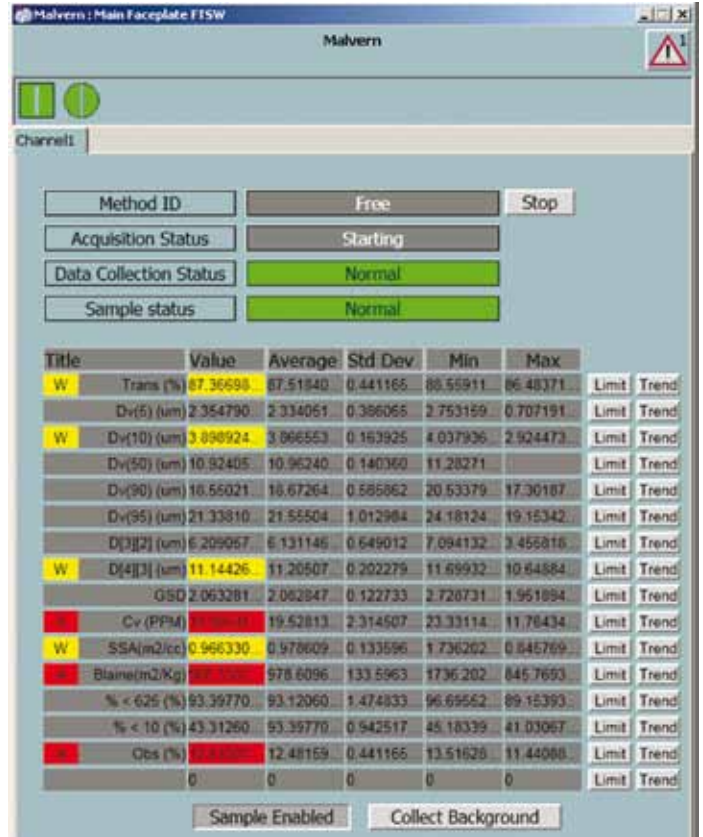 Malvern : Main Faceplate FTSW
Malvern
1
Channel1
Method ID Free Stop
Acquisition Status Starting
Data Collection Status Normal
Sample status Normal
Title Value Average Std Dev Min Max
W Trans (%) 87.36698... 87.51840... 0.441165... 88.55911... 86.48371... Limit Trend
Dv(5) (um) 2.354790... 2.334051... 0.386065... 2.753159... 0.707191... Limit Trend
W Dv(10) (um) 3.898924... 3.866553... 0.163925... 4.037936... 2.924473... Limit Trend
Dv(50) (um) 10.92405... 10.96240... 0.140360... 11.28271... Limit Trend
Dv(90) (um) 18.55021... 18.67264... 0.585862... 20.53379... 17.30187... Limit Trend
Dv(95) (um) 21.33810... 21.55504... 1.012984... 24.18124... 19.15342... Limit Trend
D[3][2] (um) 6.209057... 6.131146... 0.649012... 7.094132... 3.455818... Limit Trend
W D[4][3] (um) 11.14426... 11.20507... 0.202279... 11.69932... 10.64884... Limit Trend
GSD 2.063281... 2.082847... 0.122733... 2.728731... 1.951894... Limit Trend
Cv (PPM) 19.52813... 2.314507... 23.33114... 11.76434... Limit Trend
W SSA(m2/cc) 0.966330... 0.978609... 0.133596... 1.736202... 0.845769... Limit Trend
Blaine(m2/Kg) 978.6096... 133.5963... 1736.202... 845.7693... Limit Trend
% < 625 (%) 93.39770... 93.12060... 1.474833... 96.69562... 89.15393... Limit Trend
% < 10 (%) 43.31260... 93.39770... 0.942517... 45.18339... 41.03067... Limit Trend
Obs (%) 12.48159... 0.441165... 13.51628... 11.44088... Limit Trend
0 0 0 0 0 Limit Trend
Sample Enabled Collect Background